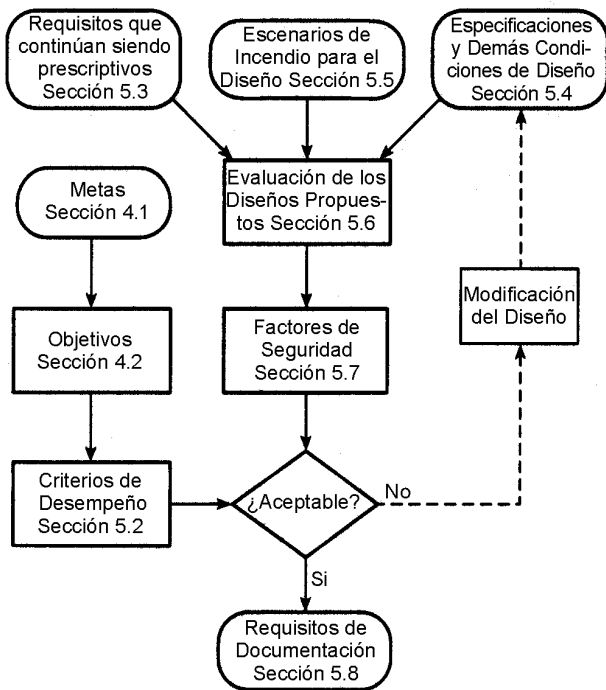 Requisitos que
continúan siendo
prescriptivos
Sección 5.3
Escenarios de
Incendio para el
Diseño Sección 5.5
Especificaciones
y Demás Condi-
ciones de Diseño
Sección 5.4
Metas
Sección 4.1
Evaluación de los
Diseños Propues-
tos Sección 5.6
Modificación
del Diseño
Objetivos
Sección 4.2
Factores de
Seguridad
Sección 5.7
Criterios de
Desempeño
Sección 5.2
¿Aceptable?
No
Si
Requisitos de
Documentación
Sección 5.8